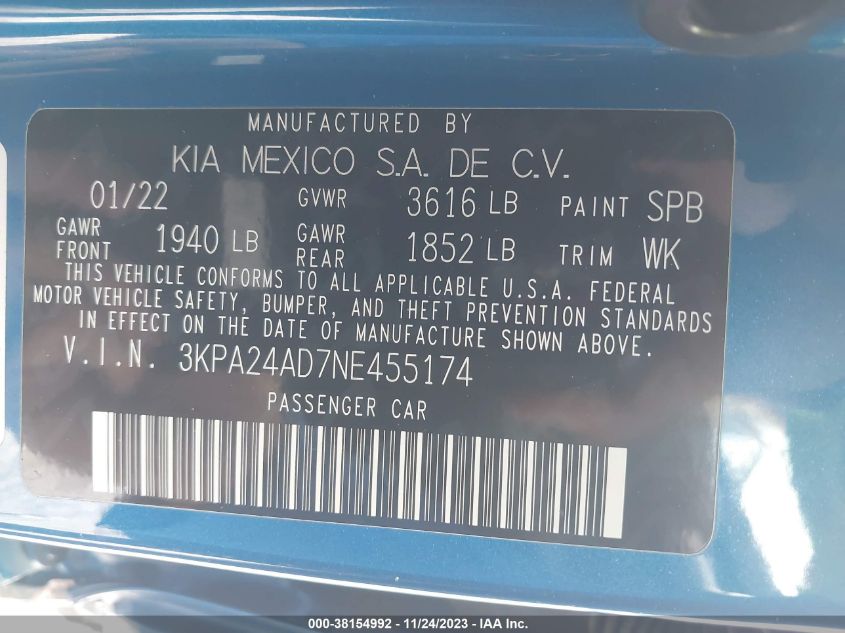 MANUFACTURED BY
KIA MEXICO S.A. DE C.V.
01/22 GVWR 3616 LB PAINT SPB
GAWR FRONT 1940 LB GAWR REAR 1852 LB TRIM WK
THIS VEHICLE CONFORMS TO ALL APPLICABLE U.S.A. FEDERAL
MOTOR VEHICLE SAFETY, BUMPER, AND THEFT PREVENTION STANDARDS
IN EFFECT ON THE DATE OF MANUFACTURE SHOWN ABOVE.
V.I.N. 3KPA24AD7NE455174
PASSENGER CAR
000-38154992 - 11/24/2023 - IAA Inc.